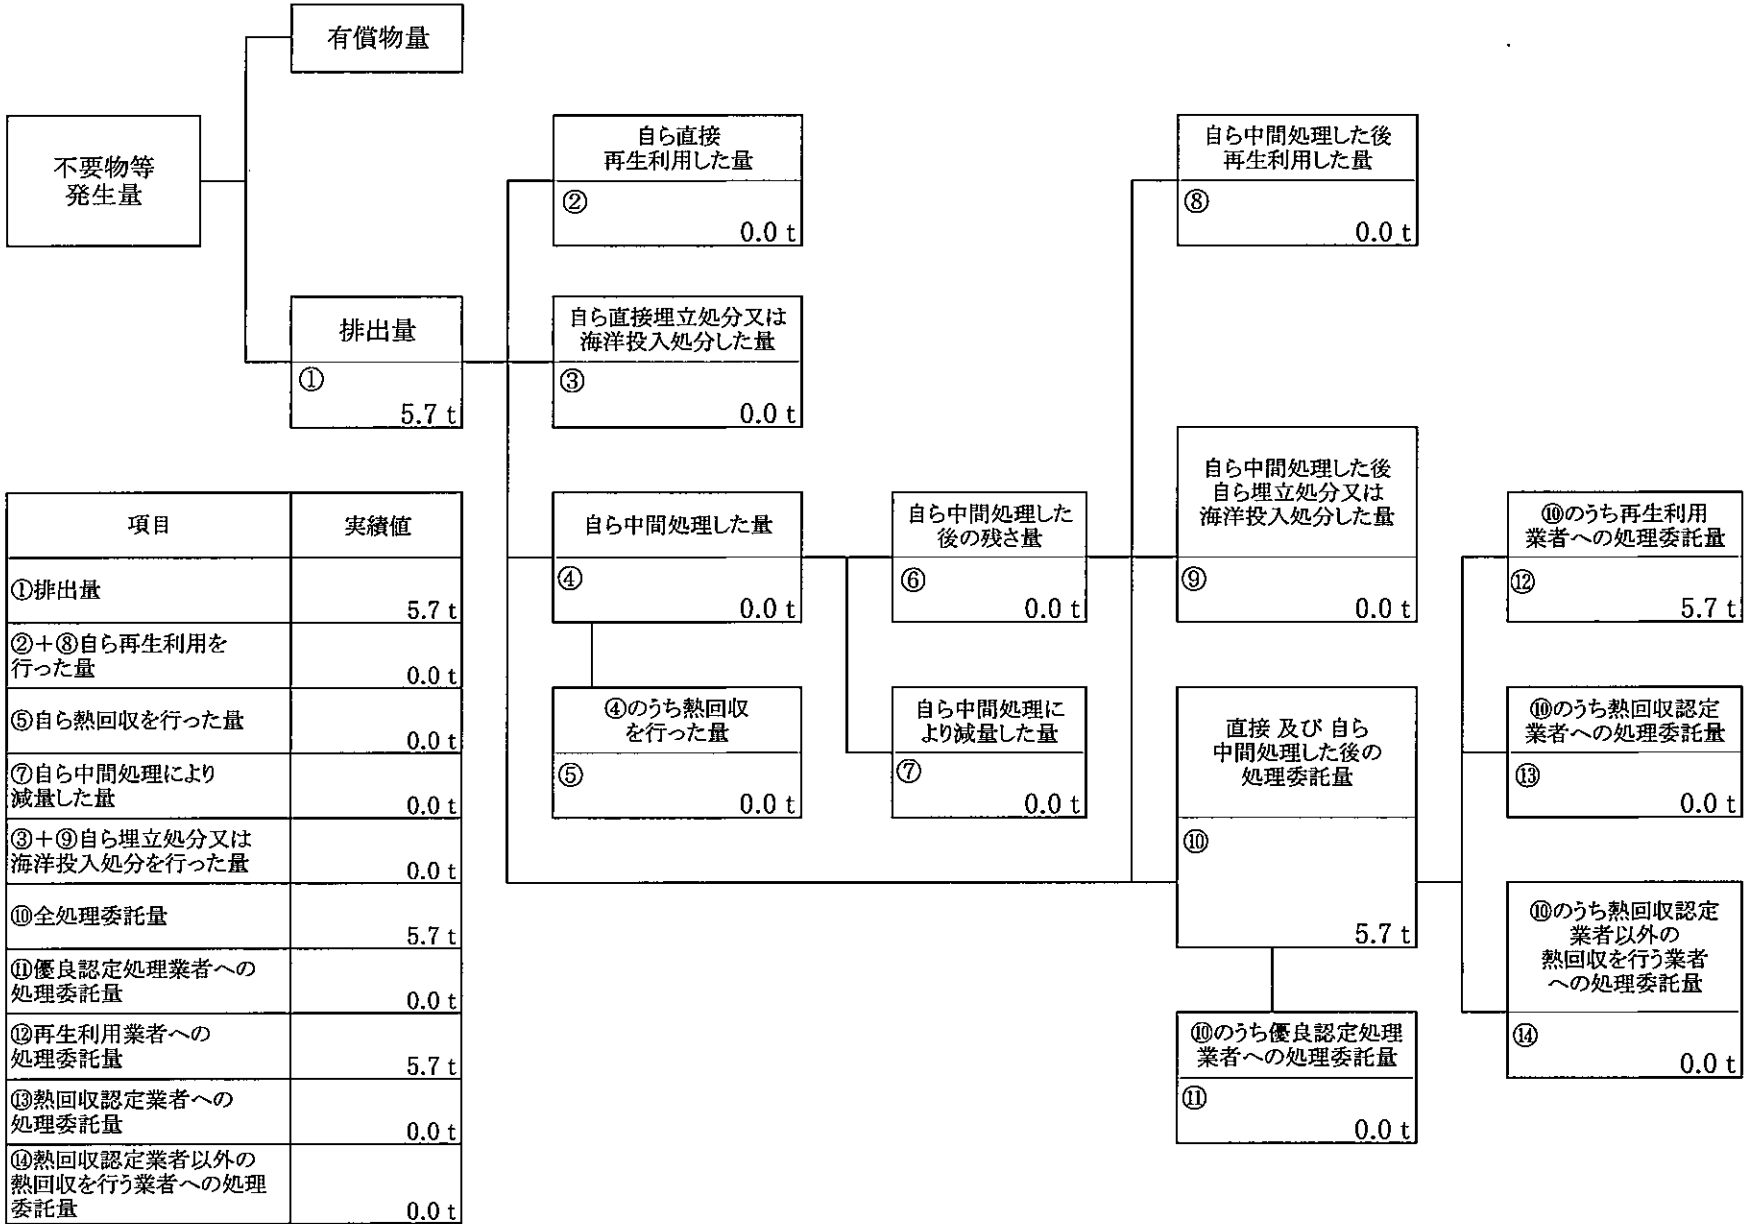 有償物量
不要物等
発生量
排出量
①
5.7 t
自ら直接
再生利用した量
②
0.0 t
自ら直接埋立処分又は
海洋投入処分した量
③
0.0 t
自ら中間処理した量
④
0.0 t
④のうち熱回収
を行った量
⑤
0.0 t
自ら中間処理した
後の残さ量
⑥
0.0 t
自ら中間処理に
より減量した量
⑦
0.0 t
自ら中間処理した後
再生利用した量
⑧
0.0 t
自ら中間処理した後
自ら埋立処分又は
海洋投入処分した量
⑨
0.0 t
直接 及び 自ら
中間処理した後の
処理委託量
⑩
5.7 t
⑩のうち優良認定処理
業者への処理委託量
⑪
0.0 t
⑩のうち再生利用
業者への処理委託量
⑫
5.7 t
⑩のうち熱回収認定
業者への処理委託量
⑬
0.0 t
⑩のうち熱回収認定
業者以外の
熱回収を行う業者
への処理委託量
⑭
0.0 t
項目 実績値
①排出量
5.7 t
②＋⑧自ら再生利用を
行った量
0.0 t
⑤自ら熱回収を行った量
0.0 t
⑦自ら中間処理により
減量した量
0.0 t
③＋⑨自ら埋立処分又は
海洋投入処分を行った量
0.0 t
⑩全処理委託量
5.7 t
⑪優良認定処理業者への
処理委託量
0.0 t
⑫再生利用業者への
処理委託量
5.7 t
⑬熱回収認定業者への
処理委託量
0.0 t
⑭熱回収認定業者以外の
熱回収を行う業者への処理
委託量
0.0 t